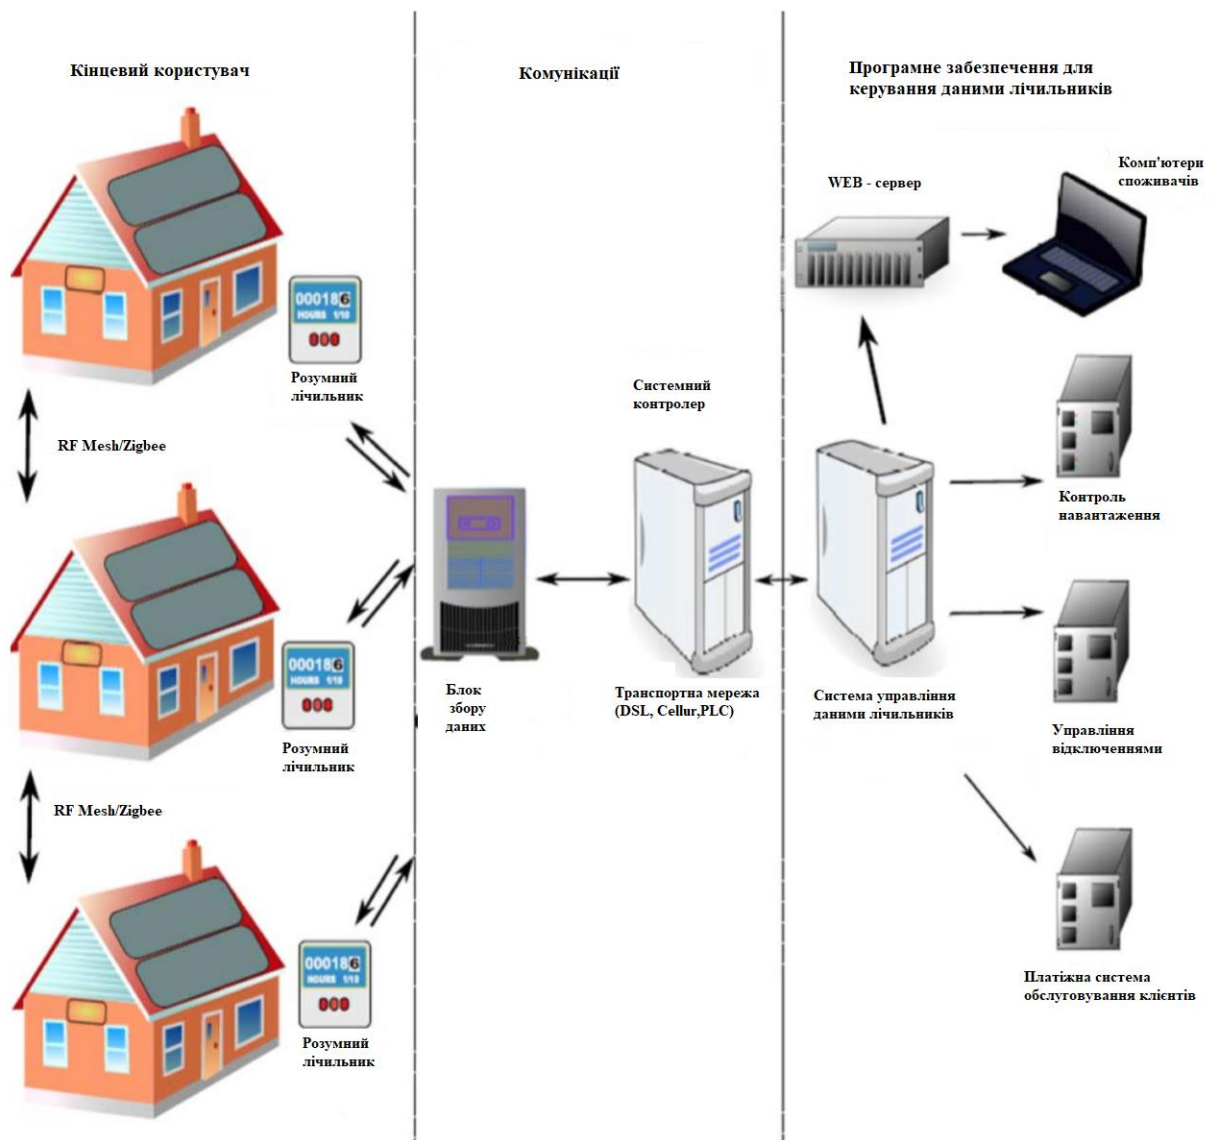 Кінцевий користувач
Комунікації
Програмне забезпечення для
керування даними лічильників
WEB - сервер
Комп'ютери
споживачів
000186
HOURS 1/10
Розумний
лічильник
Системний
контролер
RF Mesh/Zigbee
Контроль
навантаження
000186
HOURS 1/10
Розумний
лічильник
Блок
збору
даних
Транспортна мережа
(DSL, Cellur,PLC)
Система управління
даними лічильників
Управління
відключеннями
RF Mesh/Zigbee
000186
HOURS 1/10
Розумний
лічильник
Платіжна система
обслуговування клієнтів